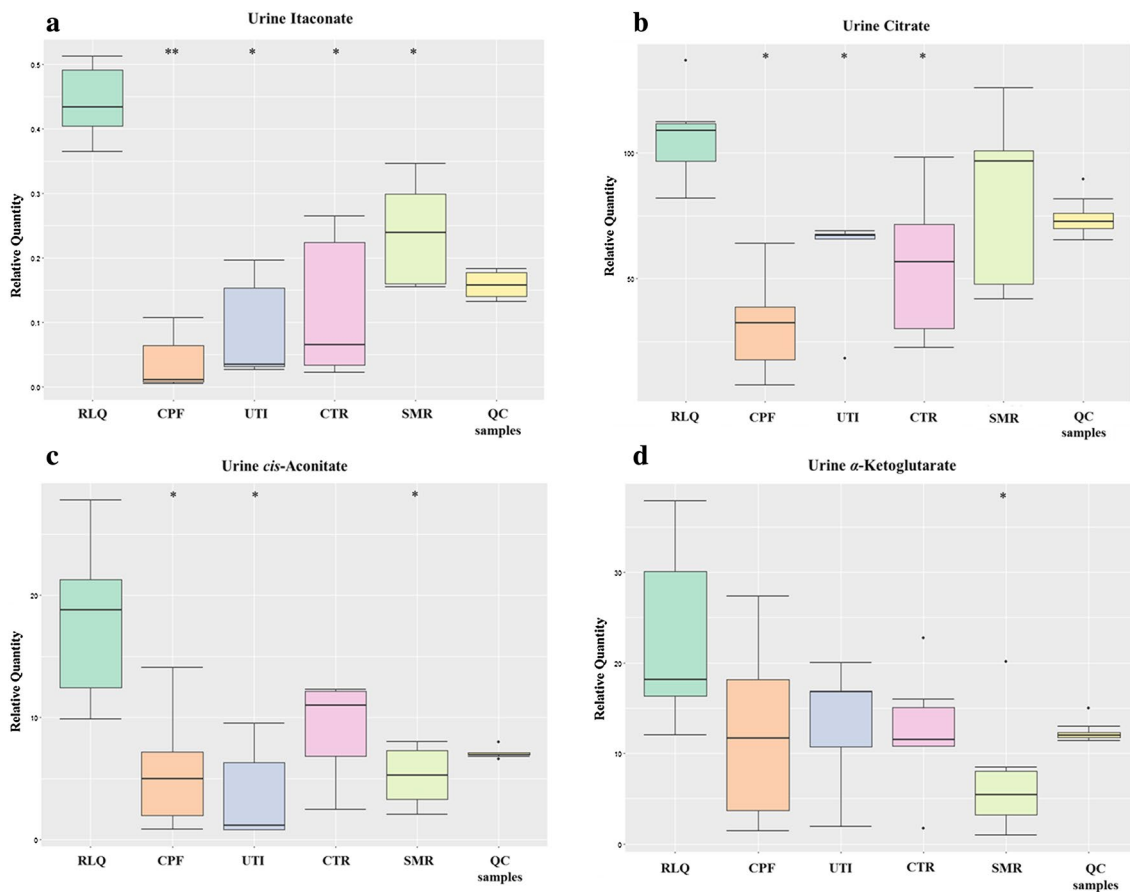 a
Urine Itaconate
** * * *
0.5
0.4
0.3
0.2
0.1
0.0
Relative Quantity
RLQ CPF UTI CTR SMR QC
samples
b
Urine Citrate
* * *
100
50
Relative Quantity
RLQ CPF UTI CTR SMR QC
samples
c
Urine cis-Aconitate
* * *
20
10
0
Relative Quantity
RLQ CPF UTI CTR SMR QC
samples
d
Urine α-Ketoglutarate
*
30
20
10
0
Relative Quantity
RLQ CPF UTI CTR SMR QC
samples